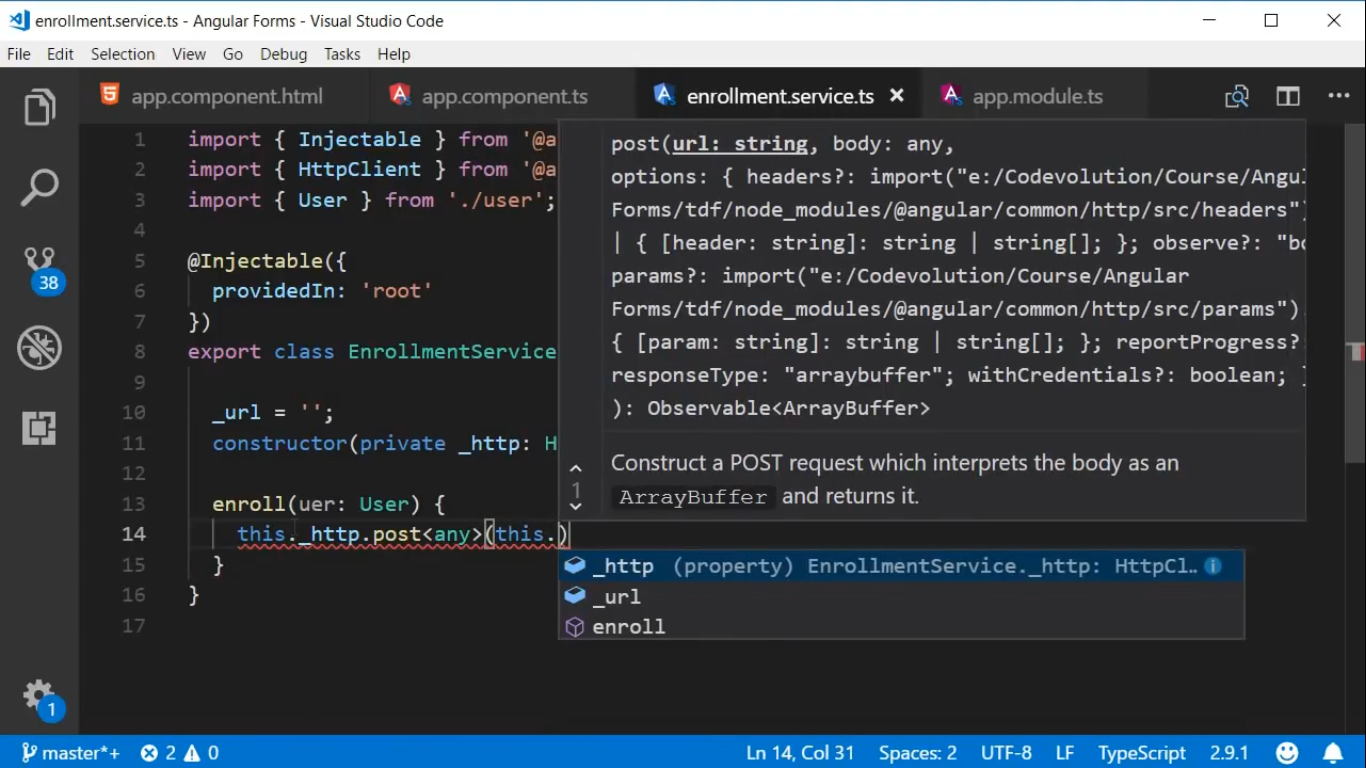 enrollment.service.ts - Angular Forms - Visual Studio Code
File Edit Selection View Go Debug Tasks Help
app.component.html app.component.ts enrollment.service.ts app.module.ts
1 import { Injectable } from '@a
2 import { HttpClient } from '@a
3 import { User } from './user';
4
5 @Injectable({
6 providedIn: 'root'
7 })
8 export class EnrollmentService
9
10 _url = '';
11 constructor(private _http: H
12
13 enroll(uer: User) {
14 this._http.post<any>(this.)
15 }
16 }
17
post(url: string, body: any,
options: { headers?: import("e:/Codevolution/Course/Angul
Forms/tdf/node_modules/@angular/common/http/src/headers")
| { [header: string]: string | string[]; }; observe?: "bo
params?: import("e:/Codevolution/Course/Angular
Forms/tdf/node_modules/@angular/common/http/src/params").
{ [param: string]: string | string[]; }; reportProgress?:
responseType: "arraybuffer"; withCredentials?: boolean; }
): Observable<ArrayBuffer>
1
Construct a POST request which interprets the body as an
ArrayBuffer and returns it.
_http (property) EnrollmentService._http: HttpCl…
_url
enroll
38
1
master*+ 2 0 Ln 14, Col 31 Spaces: 2 UTF-8 LF TypeScript 2.9.1